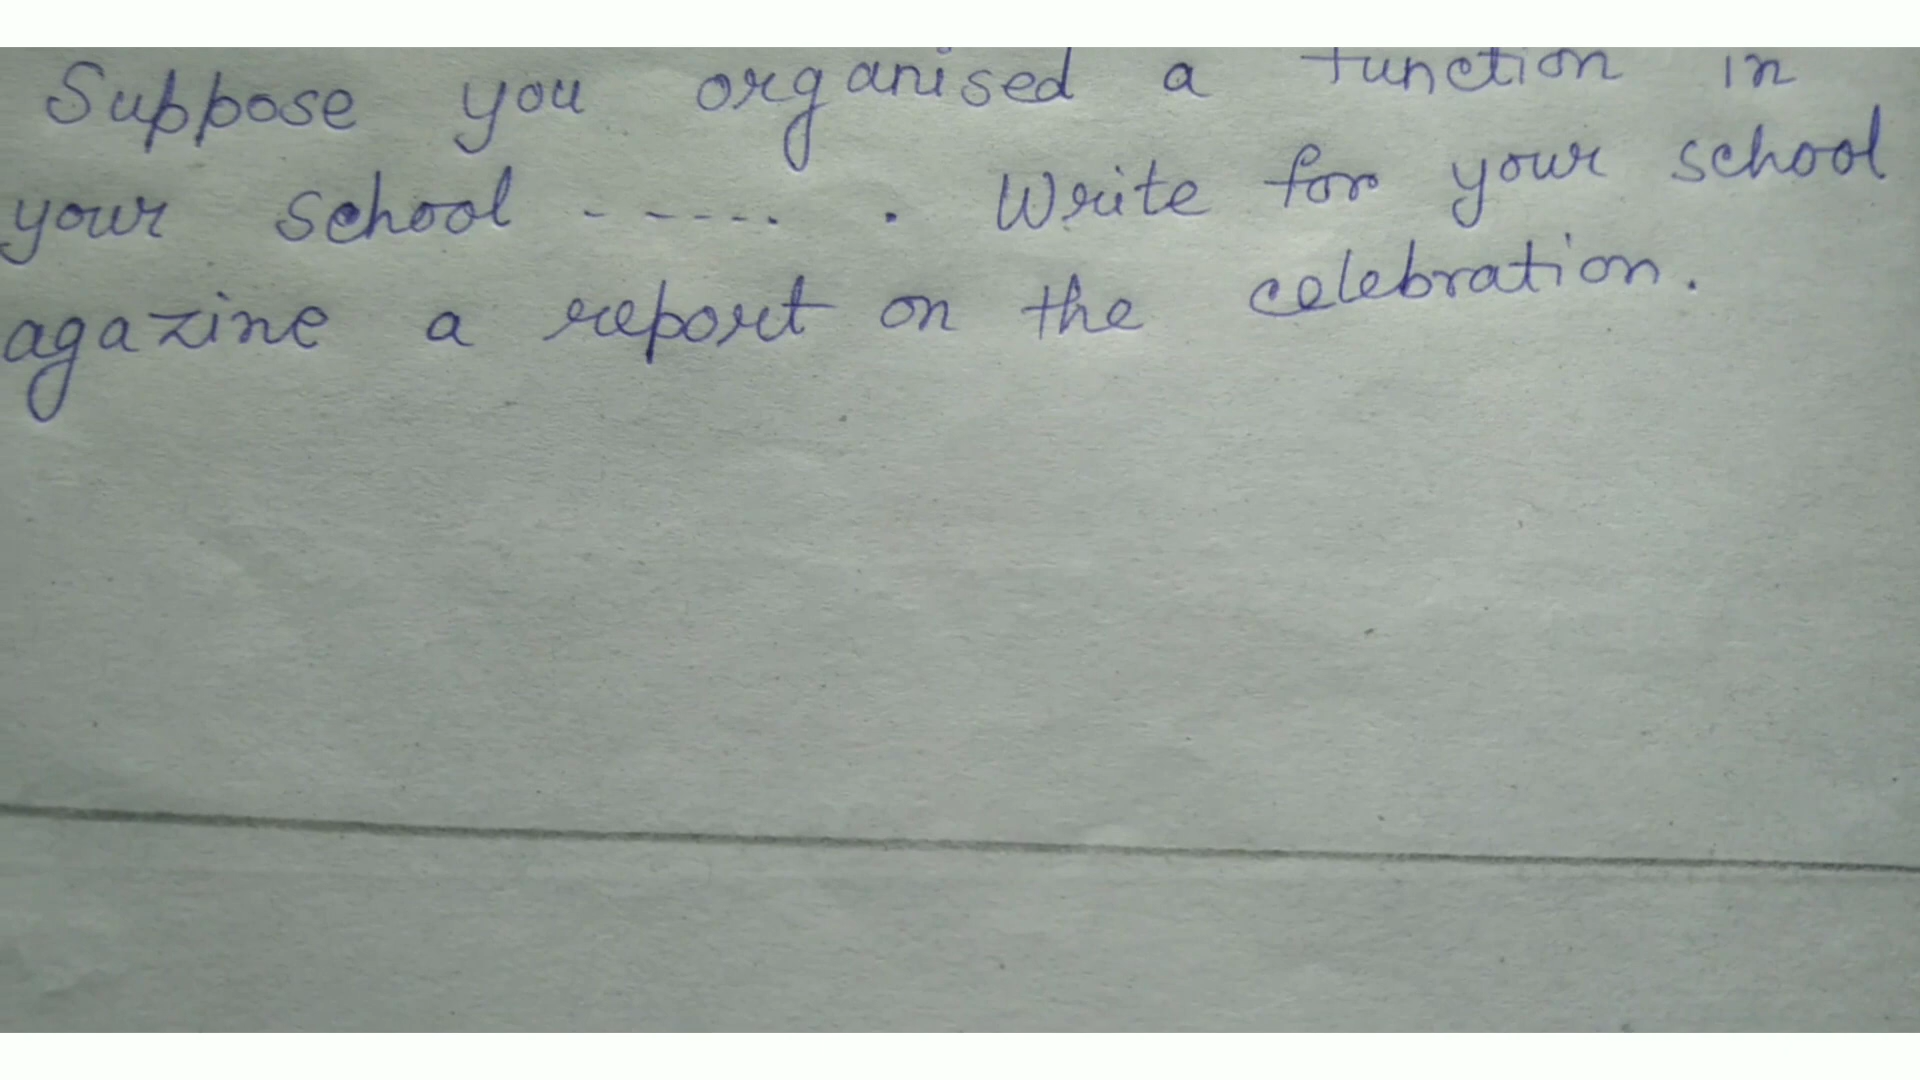 Suppose you organised a function in
your school - - - - - . . Write for your school
agazine a report on the celebration.